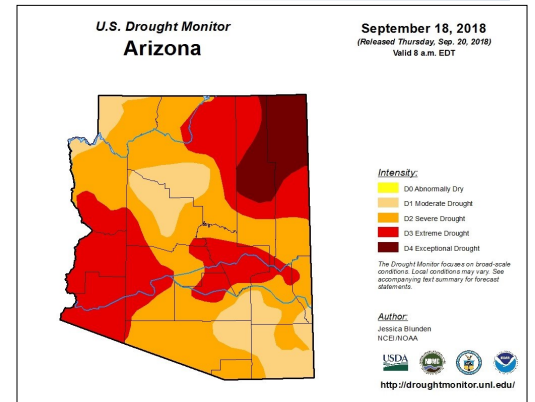 U.S. Drought Monitor
Arizona
September 18, 2018
(Released Thursday, Sep. 20, 2018)
Valid 8 a.m. EDT
Intensity:
D0 Abnormally Dry
D1 Moderate Drought
D2 Severe Drought
D3 Extreme Drought
D4 Exceptional Drought
The Drought Monitor focuses on broad-scale
conditions. Local conditions may vary. See
accompanying text summary for forecast
statements.
Author:
Jessica Blunden
NCEI/NOAA
USDA
http://droughtmonitor.unl.edu/